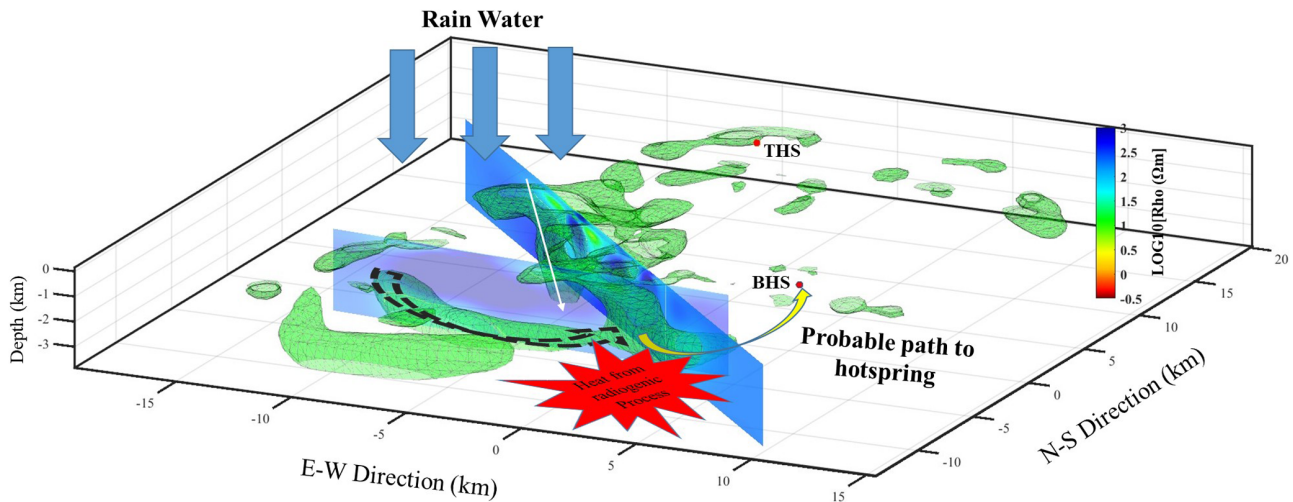 Rain Water
THS
BHS
Probable path to
hotspring
Heat from
radiogenic
Process
Depth (km)
0
-1
-2
-3
E-W Direction (km)
-15
-10
-5
0
5
10
15
N-S Direction (km)
-10
-5
0
5
10
15
20
LOG10[Rho (Ωm)
3
2.5
2
1.5
1
0.5
0
-0.5